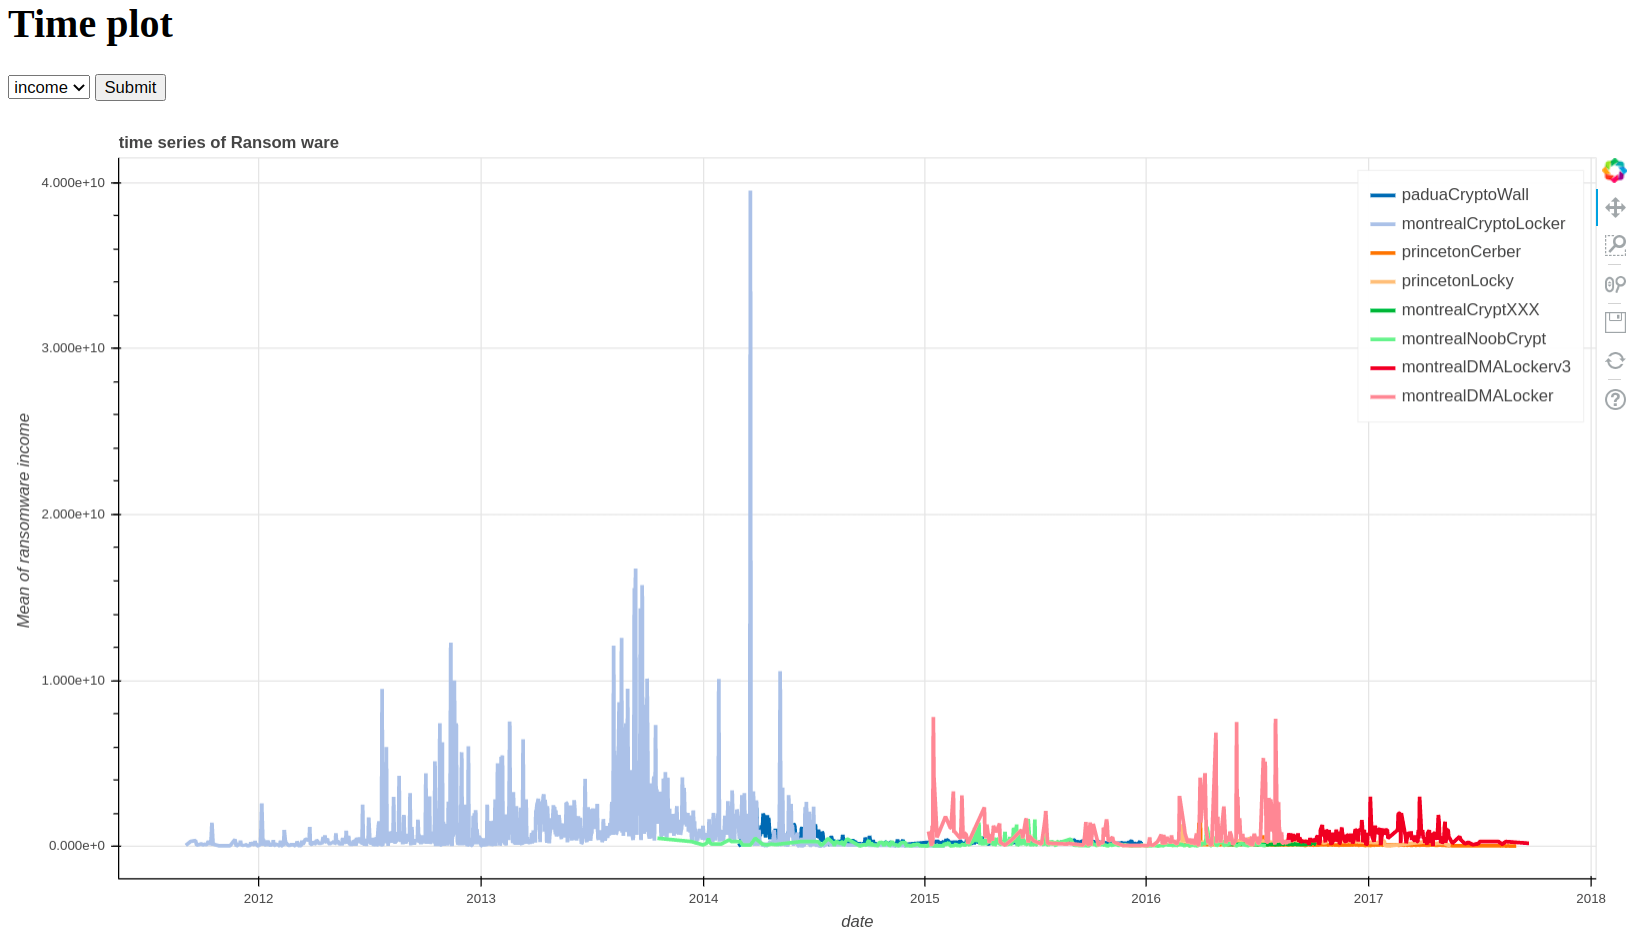 Time plot
income Submit
time series of Ransom ware
4.000e+10
3.000e+10
2.000e+10
1.000e+10
0.000e+0
Mean of ransomware income
paduaCryptoWall
montrealCryptoLocker
princetonCerber
princetonLocky
montrealCryptXXX
montrealNoobCrypt
montrealDMALockerv3
montrealDMALocker
2012 2013 2014 2015 2016 2017 2018
date